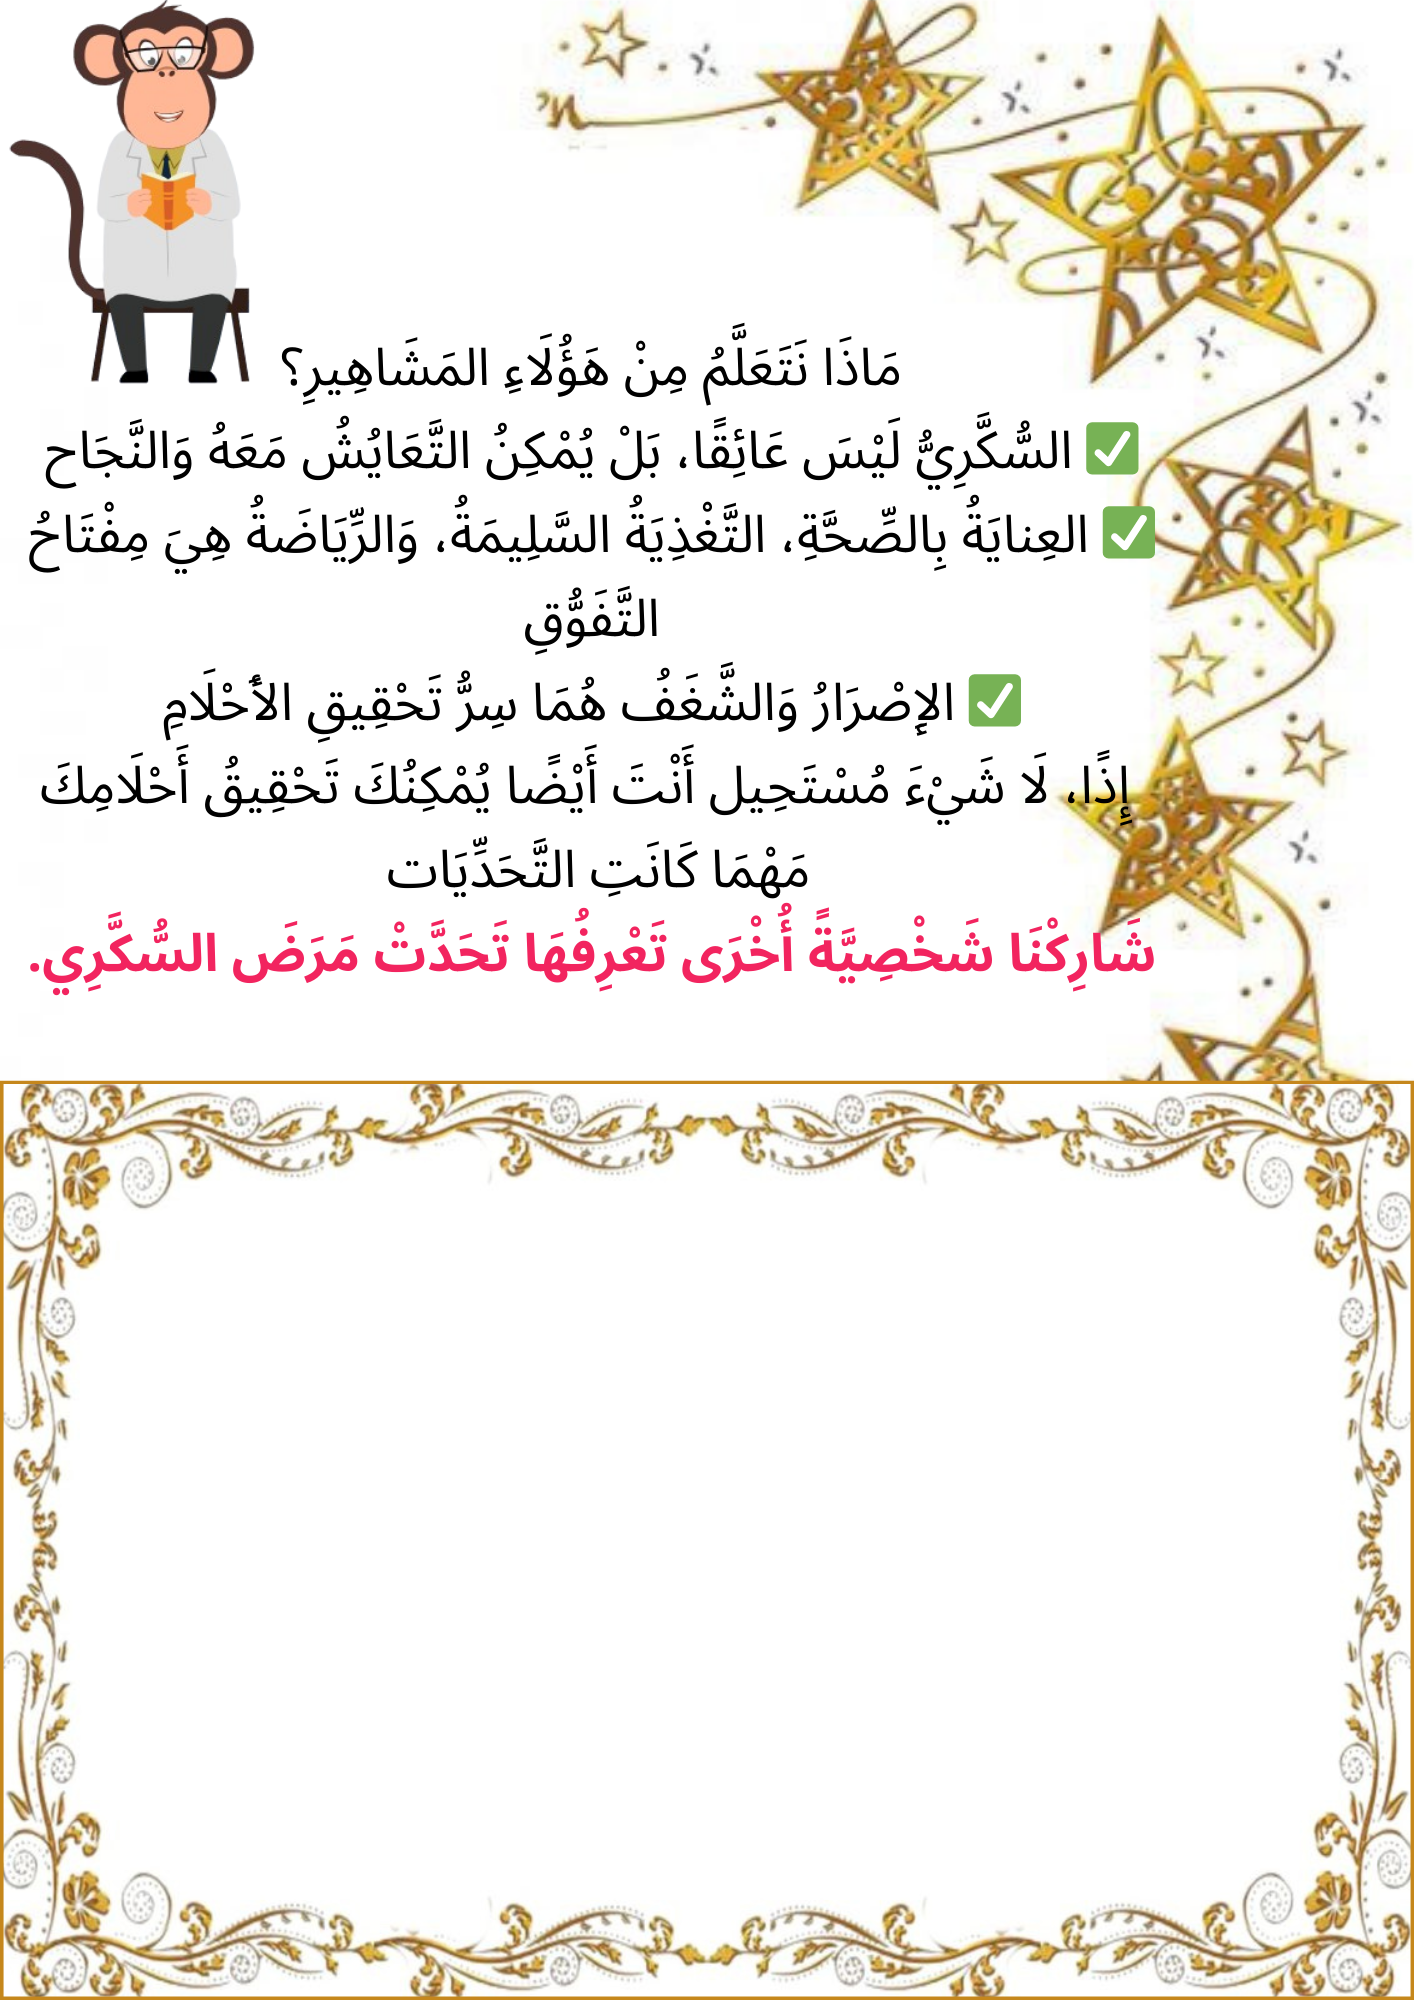 مَاذَا نَتَعَلَّمُ مِنْ هَؤُلَاءِ المَشَاهِيرِ؟
✅ السُّكَّرِيُّ لَيْسَ عَائِقًا، بَلْ يُمْكِنُ التَّعَايُشُ مَعَهُ وَالنَّجَاح
✅ العِنايَةُ بِالصِّحَّةِ، التَّغْذِيَةُ السَّلِيمَةُ، وَالرِّيَاضَةُ هِيَ مِفْتَاحُ
التَّفَوُّقِ
✅ الإِصْرَارُ وَالشَّغَفُ هُمَا سِرُّ تَحْقِيقِ الأَحْلَامِ
إِذًا، لَا شَيْءَ مُسْتَحِيل أَنْتَ أَيْضًا يُمْكِنُكَ تَحْقِيقُ أَحْلَامِكَ
مَهْمَا كَانَتِ التَّحَدِّيَات
شَارِكْنَا شَخْصِيَّةً أُخْرَى تَعْرِفُهَا تَحَدَّتْ مَرَضَ السُّكَّرِي.